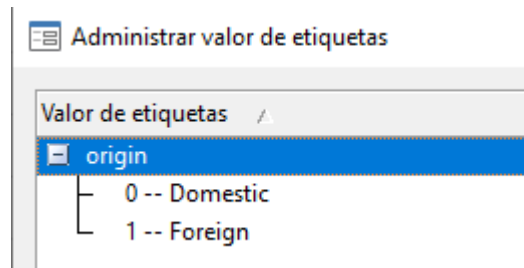 Administrar valor de etiquetas
Valor de etiquetas
origin
0 -- Domestic
1 -- Foreign